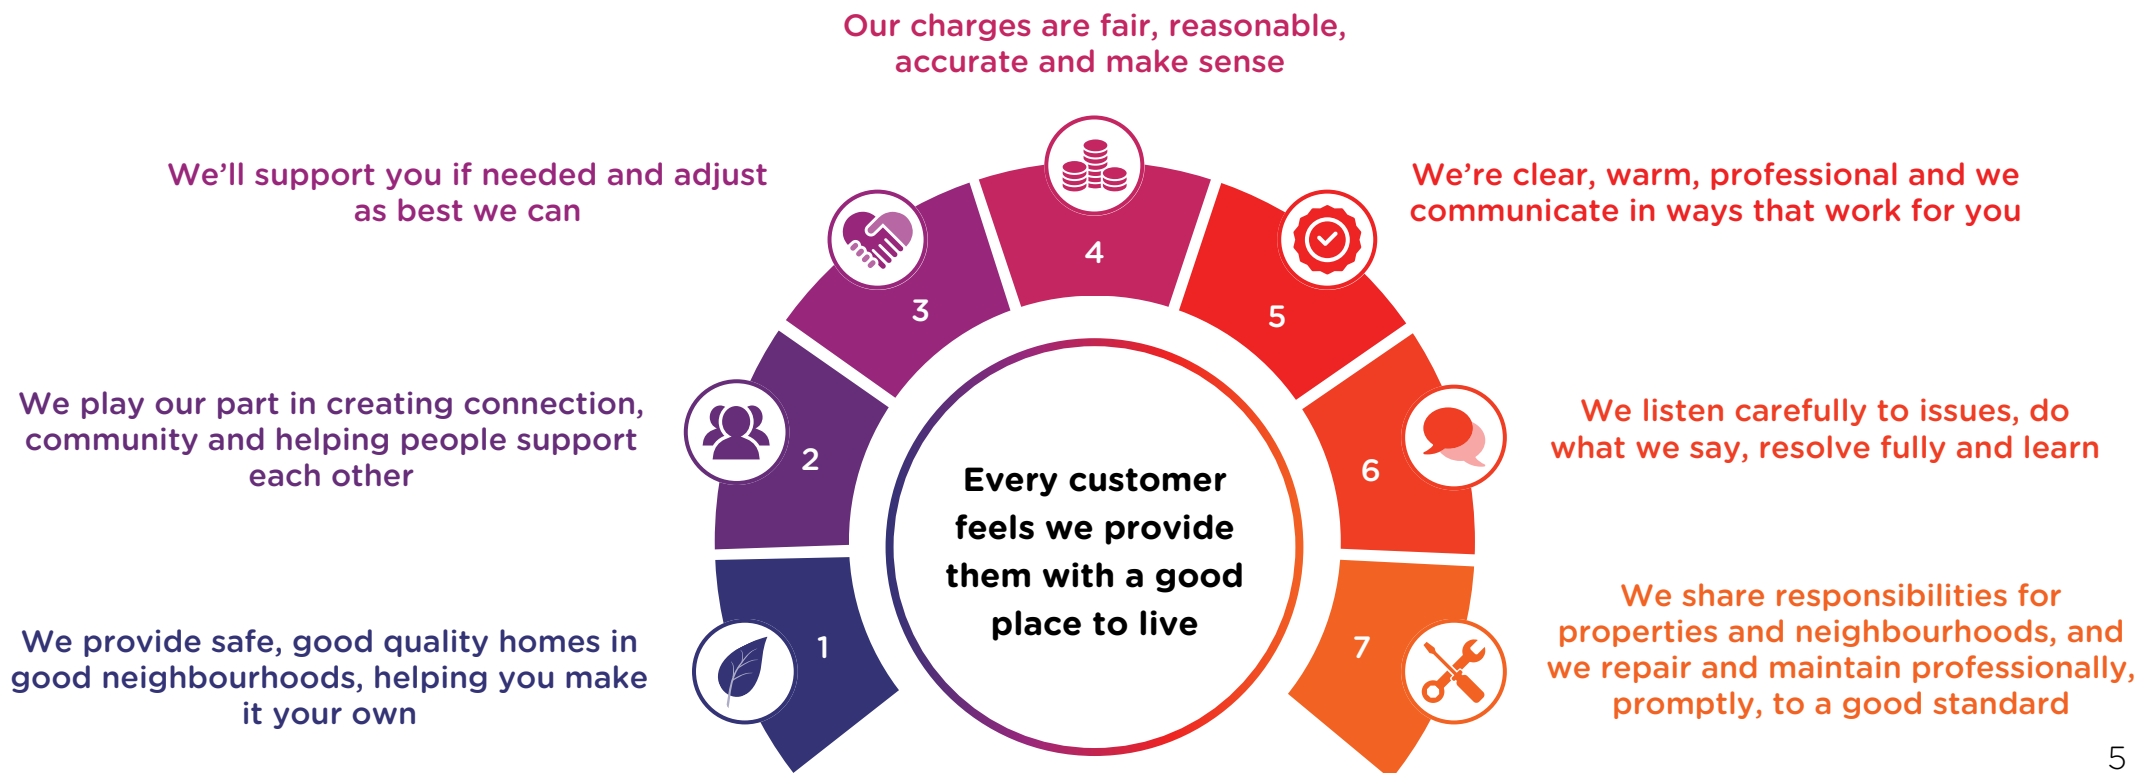 Our charges are fair, reasonable,
accurate and make sense
We’ll support you if needed and adjust
as best we can
We’re clear, warm, professional and we
communicate in ways that work for you
4
3
5
We play our part in creating connection,
community and helping people support
each other
2
We listen carefully to issues, do
what we say, resolve fully and learn
6
Every customer
feels we provide
them with a good
place to live
We provide safe, good quality homes in
good neighbourhoods, helping you make
it your own
1
7
We share responsibilities for
properties and neighbourhoods, and
we repair and maintain professionally,
promptly, to a good standard
5